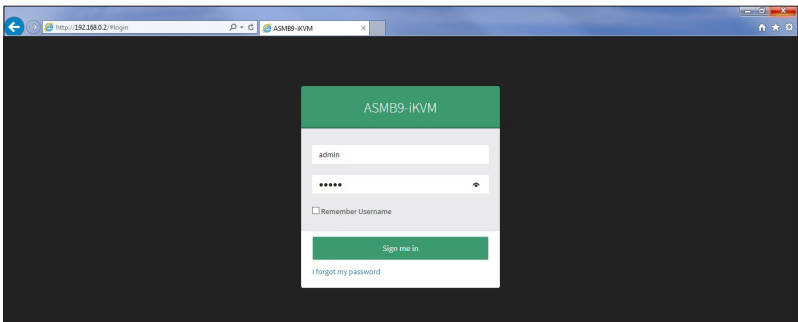 http://192.168.0.2/#login
ASMB9-iKVM
ASMB9-iKVM
admin
•••••
Remember Username
Sign me in
I forgot my password